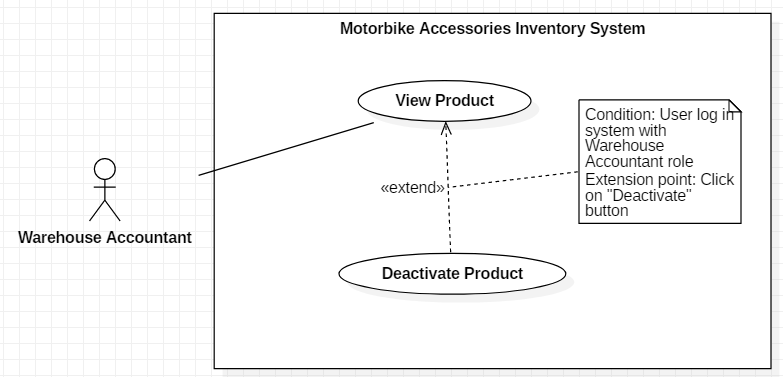 Motorbike Accessories Inventory System
View Product
Condition: User log in
system with
Warehouse
Accountant role
Extension point: Click
on "Deactivate"
button
«extend»
Warehouse Accountant
Deactivate Product